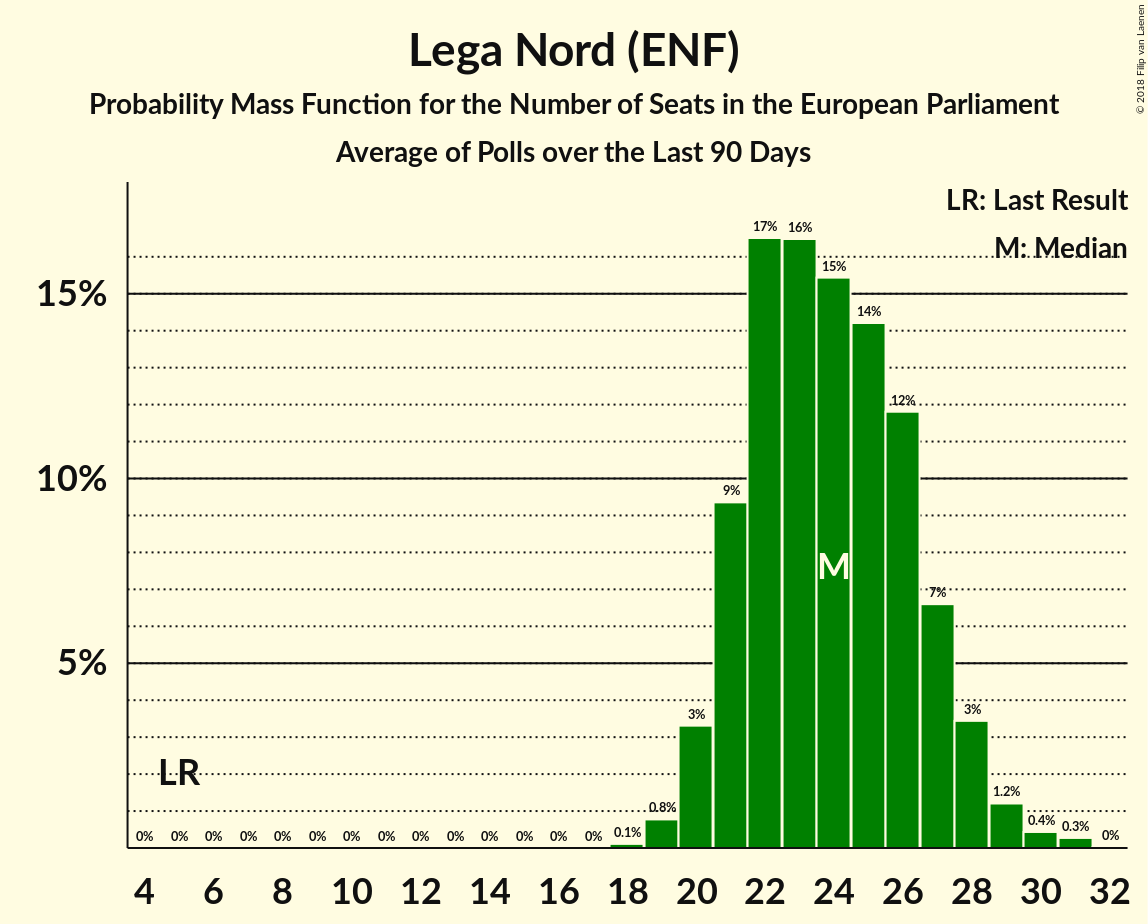 Lega Nord (ENF)
Probability Mass Function for the Number of Seats in the European Parliament
Average of Polls over the Last 90 Days
© 2018 Filip van Laenen
LR: Last Result
M: Median
15%
10%
5%
0% 0% 0% 0% 0% 0% 0% 0% 0% 0% 0% 0% 0% 0% 0.1% 0.8% 3% 9% 17% 16% 15% 14% 12% 7% 3% 1.2% 0.4% 0.3% 0%
LR
M
4 6 8 10 12 14 16 18 20 22 24 26 28 30 32